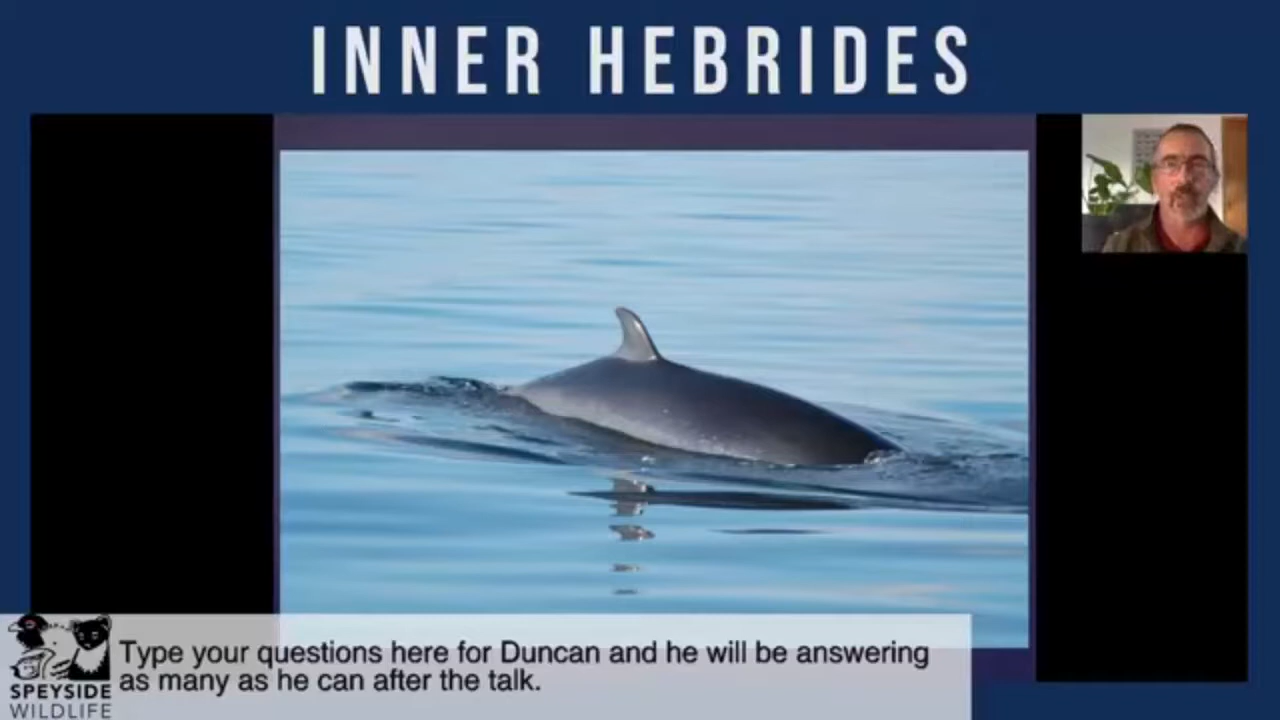 INNER HEBRIDES
Type your questions here for Duncan and he will be answering
as many as he can after the talk.
SPEYSIDE
WILDLIFE